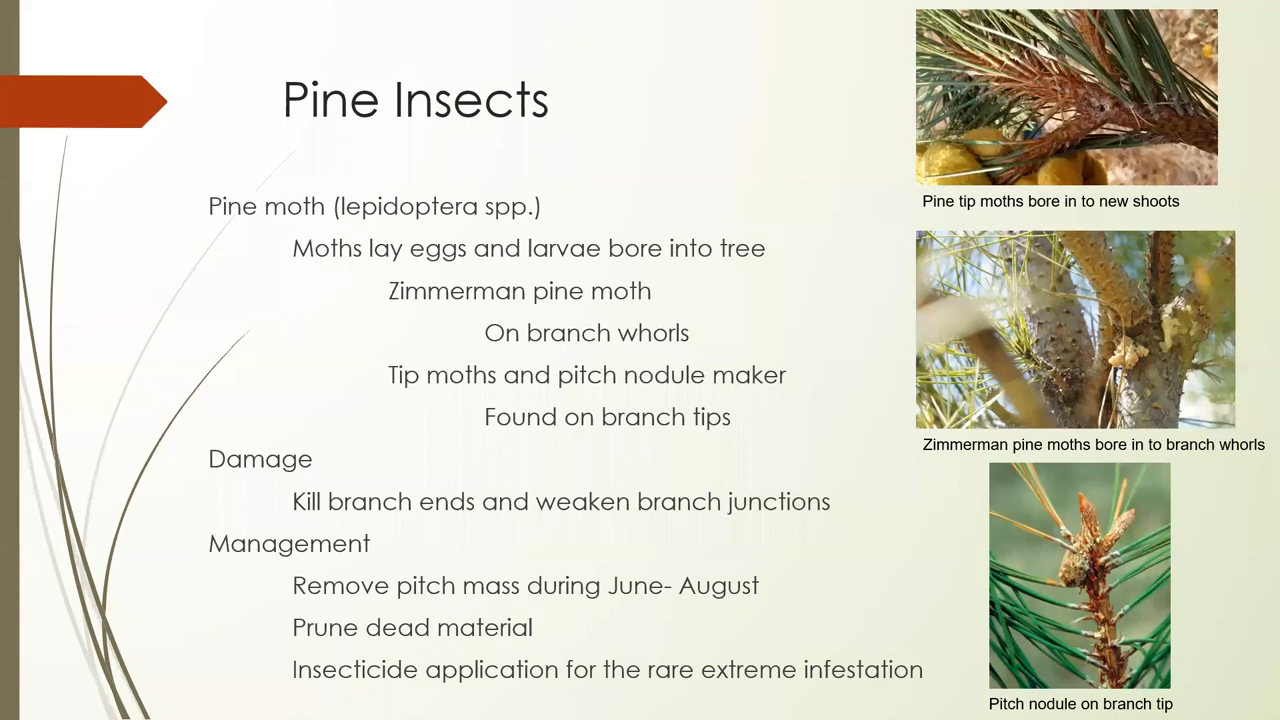 Pine Insects
Pine moth (lepidoptera spp.)
Moths lay eggs and larvae bore into tree
Zimmerman pine moth
On branch whorls
Tip moths and pitch nodule maker
Found on branch tips
Damage
Kill branch ends and weaken branch junctions
Management
Remove pitch mass during June- August
Prune dead material
Insecticide application for the rare extreme infestation
Pine tip moths bore in to new shoots
Zimmerman pine moths bore in to branch whorls
Pitch nodule on branch tip